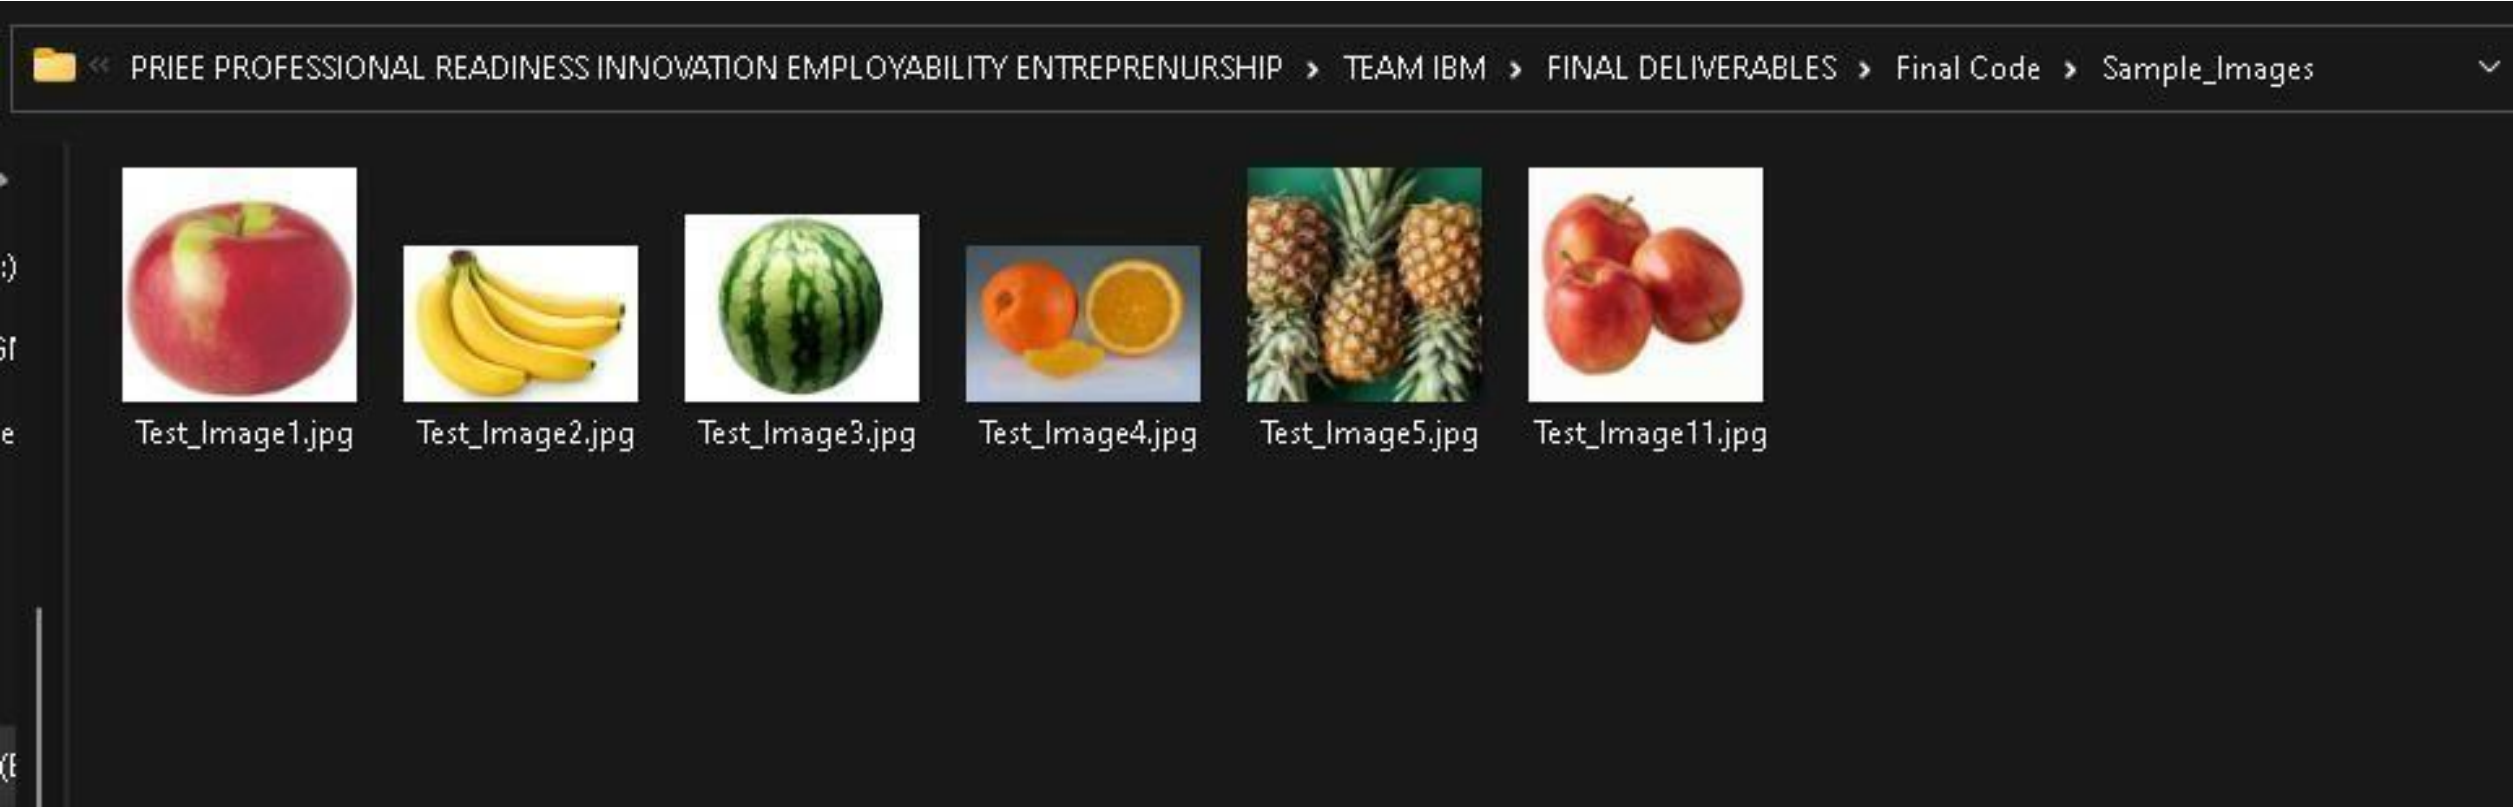 « PRIEE PROFESSIONAL READINESS INNOVATION EMPLOYABILITY ENTREPRENURSHIP > TEAM IBM > FINAL DELIVERABLES > Final Code > Sample_Images
Test_Image1.jpg Test_Image2.jpg Test_Image3.jpg Test_Image4.jpg Test_Image5.jpg Test_Image11.jpg